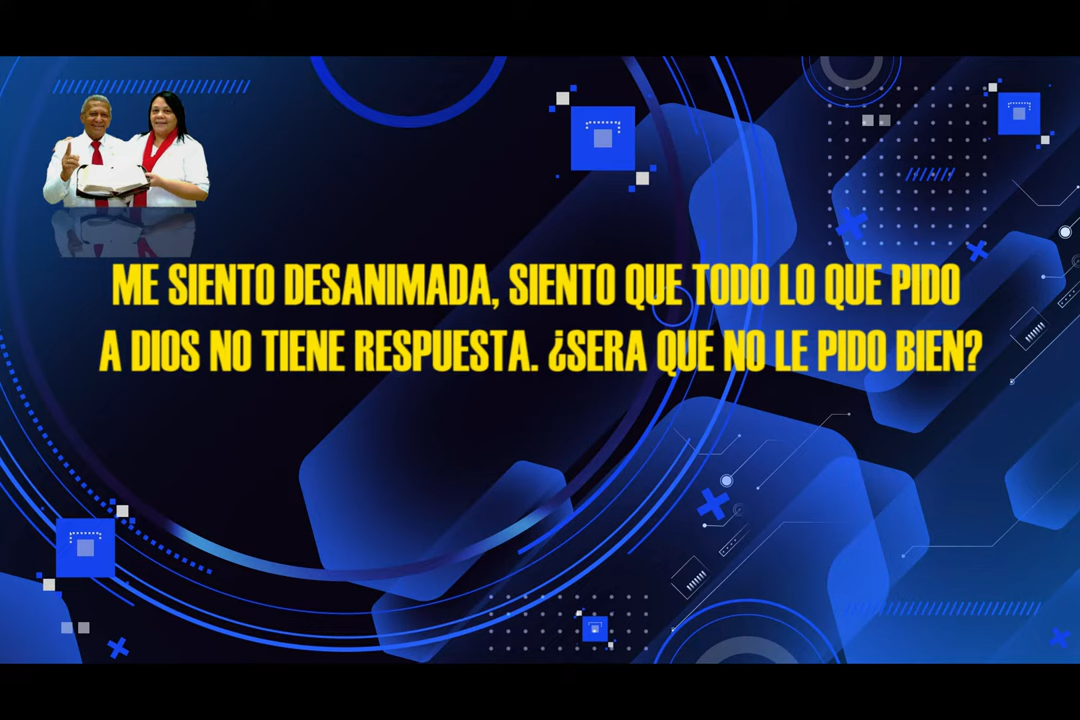 ME SIENTO DESANIMADA, SIENTO QUE TODO LO QUE PIDO
A DIOS NO TIENE RESPUESTA. ¿SERA QUE NO LE PIDO BIEN?